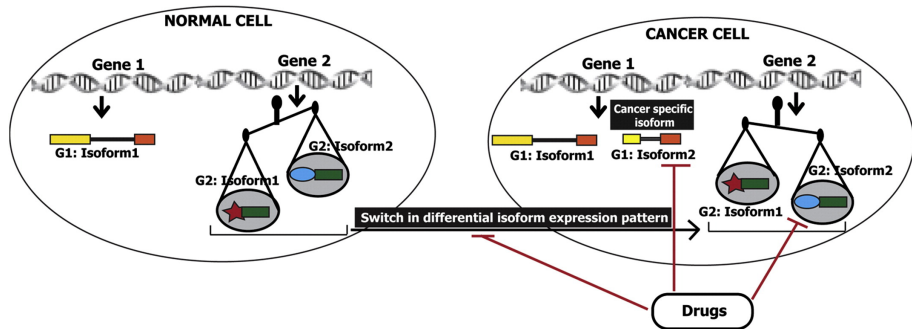 NORMAL CELL
Gene 1
Gene 2
G1: Isoform1
G2: Isoform2
G2: Isoform1
CANCER CELL
Gene 1
Gene 2
Cancer specific
isoform
G1: Isoform1
G1: Isoform2
G2: Isoform2
G2: Isoform1
Switch in differential isoform expression pattern
Drugs